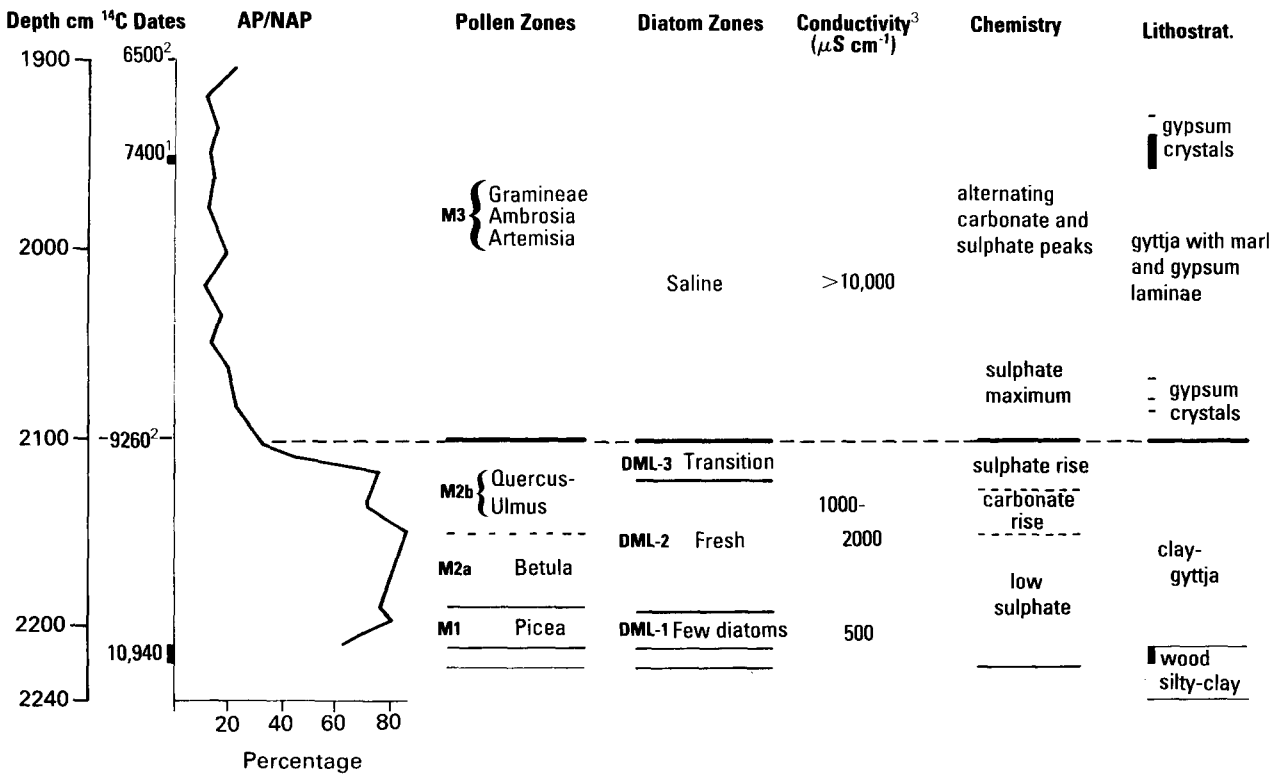 Depth cm ¹⁴C Dates AP/NAP Pollen Zones Diatom Zones Conductivity³ Chemistry Lithostrat.
(μS cm⁻¹)
1900 6500²
gypsum
crystals
7400¹
M3 { Gramineae
Ambrosia
Artemisia
alternating
carbonate and
sulphate peaks
2000
gyttja with marl
and gypsum
laminae
Saline >10,000
sulphate
maximum
gypsum
crystals
2100 -9260²
DML-3 Transition sulphate rise
M2b { Quercus-
Ulmus
carbonate
rise
1000-
2000
DML-2 Fresh
clay-
gyttja
M2a Betula
low
sulphate
2200
M1 Picea DML-1 Few diatoms 500
10,940
wood
silty-clay
2240
20 40 60 80
Percentage